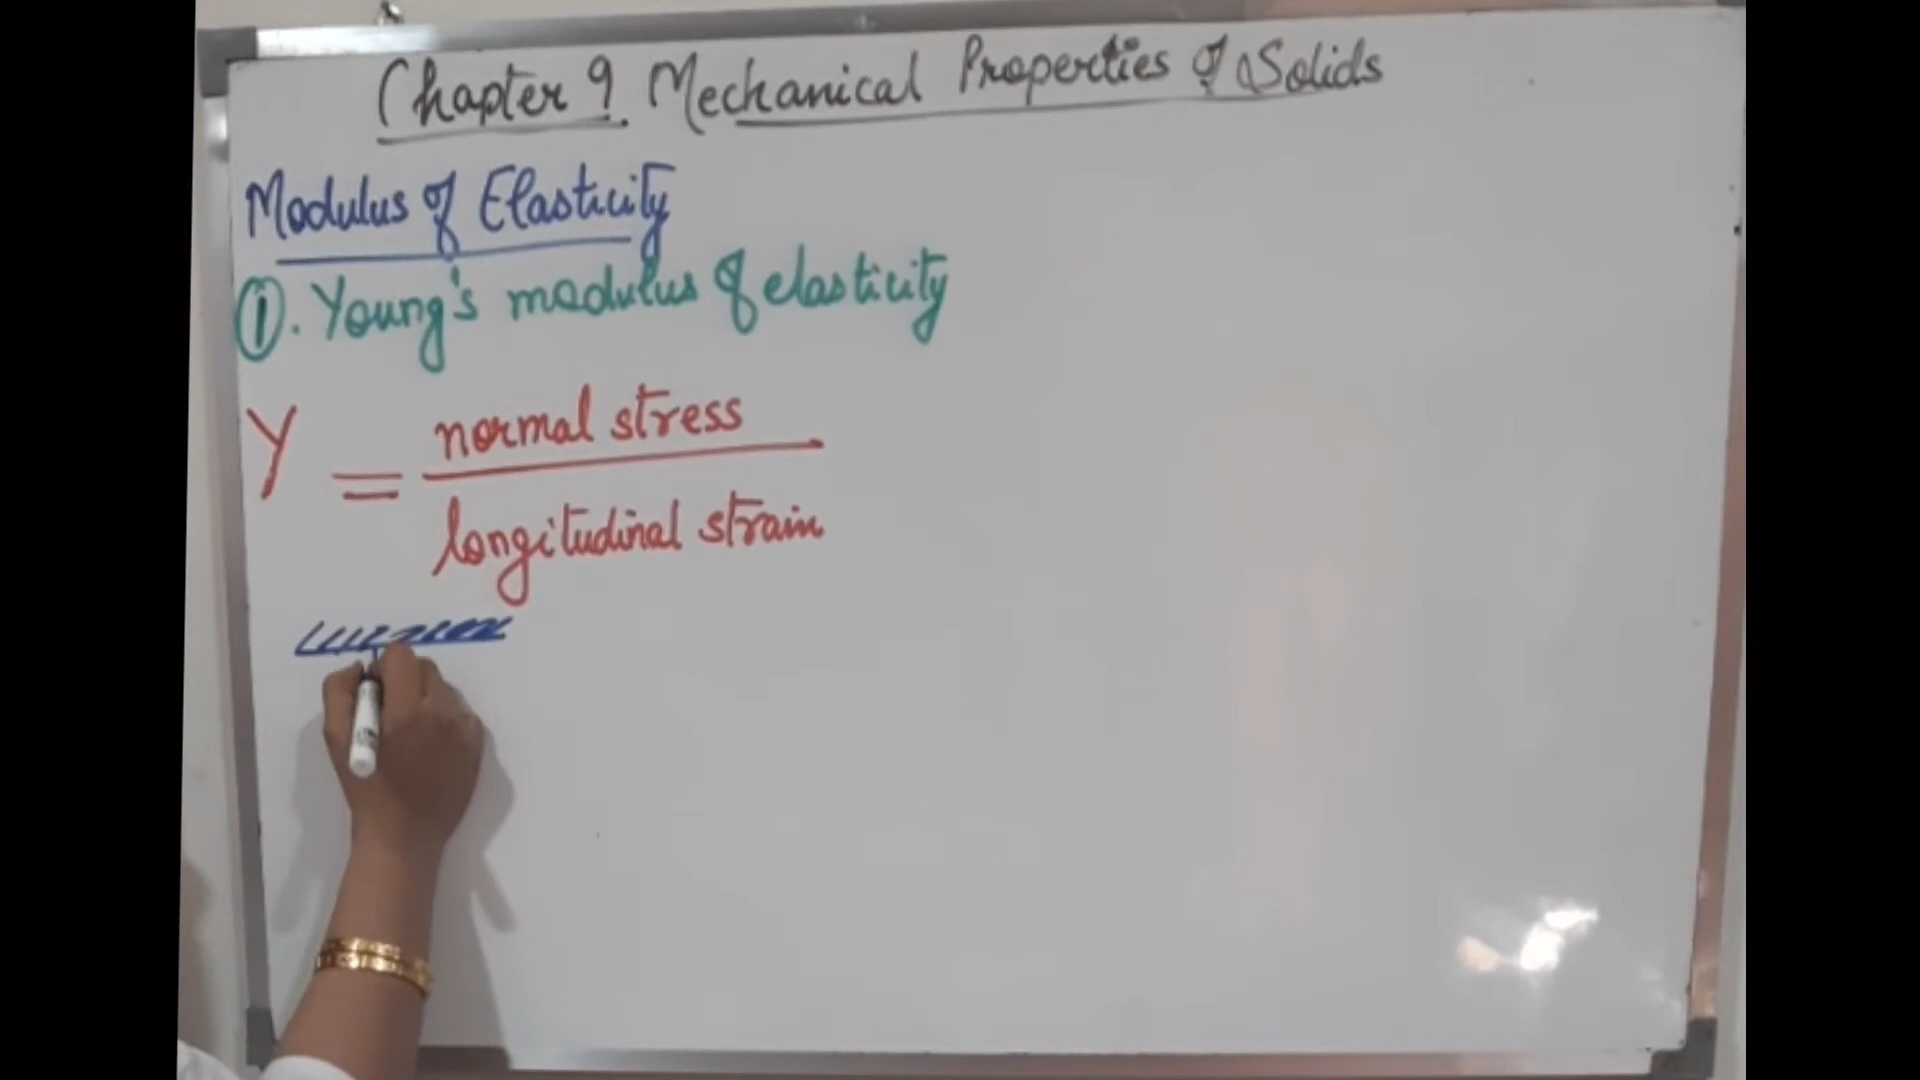 Chapter 9 Mechanical Properties of Solids
Modulus of Elasticity
①. Young's modulus of elasticity
Y = normal stress
longitudinal strain